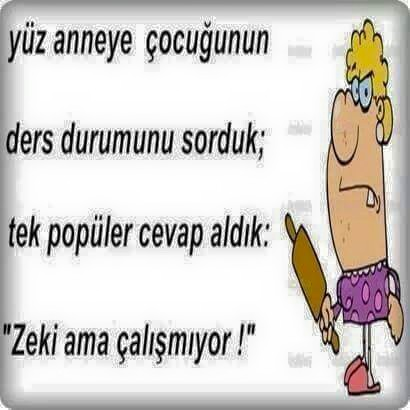 yüz anneye çocuğunun
ders durumunu sorduk;
tek popüler cevap aldık:
"Zeki ama çalışmıyor !"